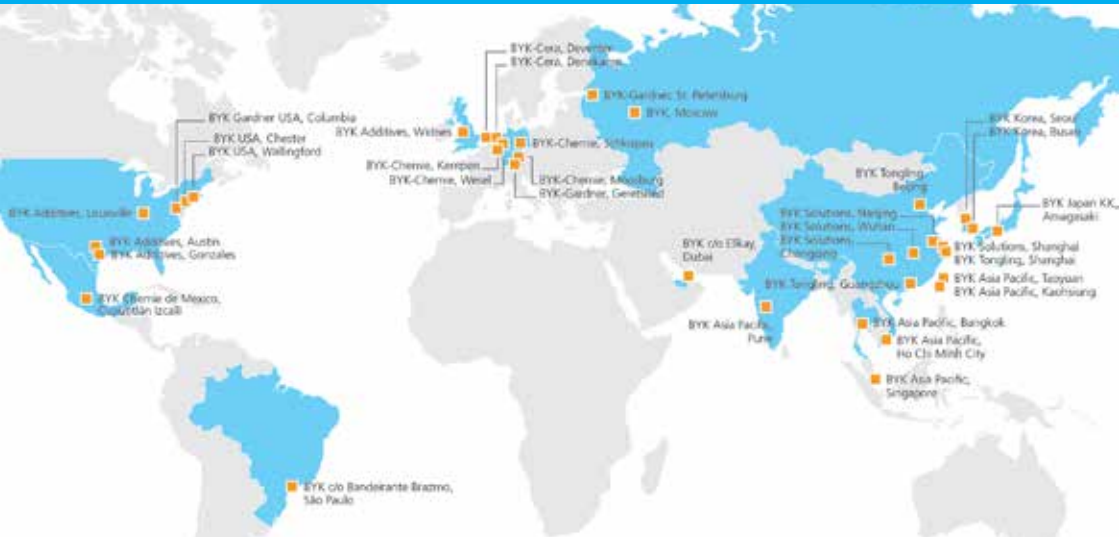 BYK-Cera, Deventer
BYK-Cera, Denekamp
BYK-Gardner, St. Petersburg
BYK, Moscow
BYK Gardner USA, Columbia
BYK USA, Chester
BYK USA, Wallingford
BYK Additives, Widnes
BYK-Chemie, Schkopau
BYK-Chemie, Kempen
BYK-Chemie, Wesel
BYK-Chemie, Moosburg
BYK-Gardner, Geretsried
BYK Additives, Louisville
BYK Additives, Austin
BYK Additives, Gonzales
BYK Chemie de Mexico,
Cuautitlán Izcalli
BYK c/o Bandeirante Brazmo,
São Paulo
BYK c/o Elikay,
Dubai
BYK Korea, Seoul
BYK Korea, Busan
BYK Tongling,
Beijing
BYK Japan KK,
Amagasaki
BYK Solutions, Nanjing
BYK Solutions, Wuhan
BYK Solutions,
Chongqing
BYK Solutions, Shanghai
BYK Tongling, Shanghai
BYK Tongling, Guangzhou
BYK Asia Pacific, Taoyuan
BYK Asia Pacific, Kaohsiung
BYK Asia Pacific,
Pune
BYK Asia Pacific, Bangkok
BYK Asia Pacific,
Ho Chi Minh City
BYK Asia Pacific,
Singapore